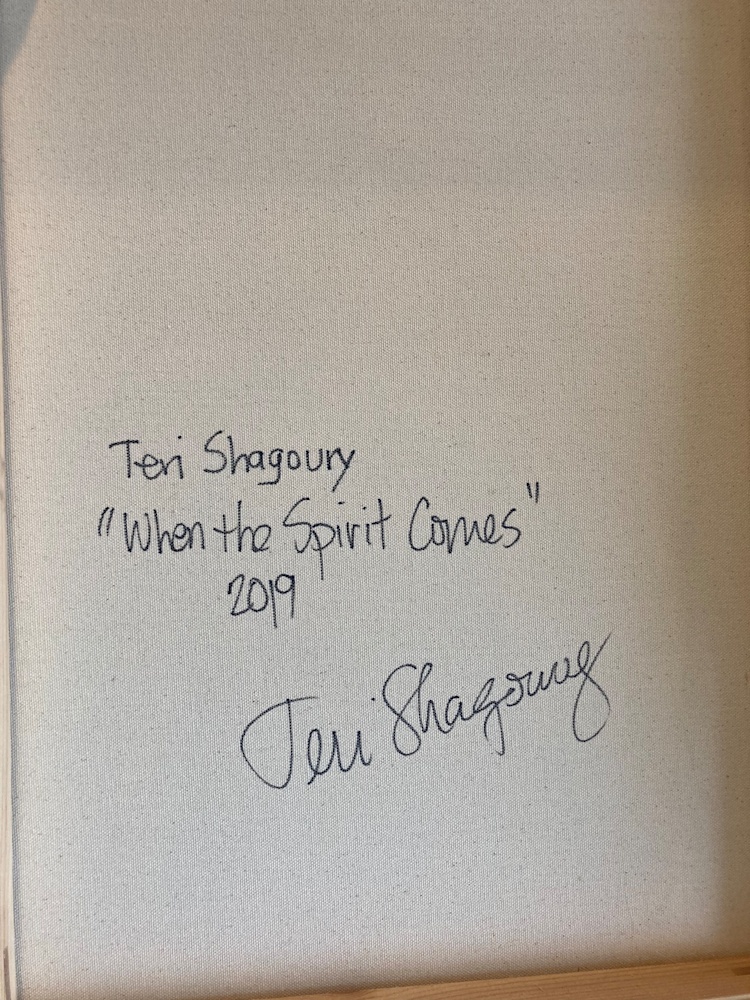 Teri Shagoury
"When the Spirit Comes"
2019
Teri Shagoury